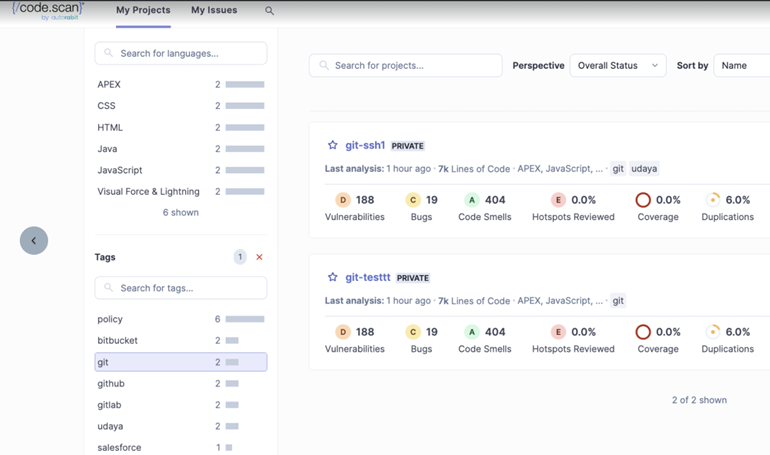 {/code.scan}
by autorabit
My Projects
My Issues
Search for languages...
APEX 2
CSS 2
HTML 2
Java 2
JavaScript 2
Visual Force & Lightning 2
6 shown
Tags 1
Search for tags...
policy 6
bitbucket 2
git 2
github 2
gitlab 2
udaya 2
salesforce 1
Search for projects... Perspective Overall Status Sort by Name
git-ssh1 PRIVATE
Last analysis: 1 hour ago · 7k Lines of Code · APEX, JavaScript, ... · git udaya
D 188 C 19 A 404 E 0.0% 0.0% 6.0%
Vulnerabilities Bugs Code Smells Hotspots Reviewed Coverage Duplications
git-testtt PRIVATE
Last analysis: 1 hour ago · 7k Lines of Code · APEX, JavaScript, ... · git
D 188 C 19 A 404 E 0.0% 0.0% 6.0%
Vulnerabilities Bugs Code Smells Hotspots Reviewed Coverage Duplications
2 of 2 shown